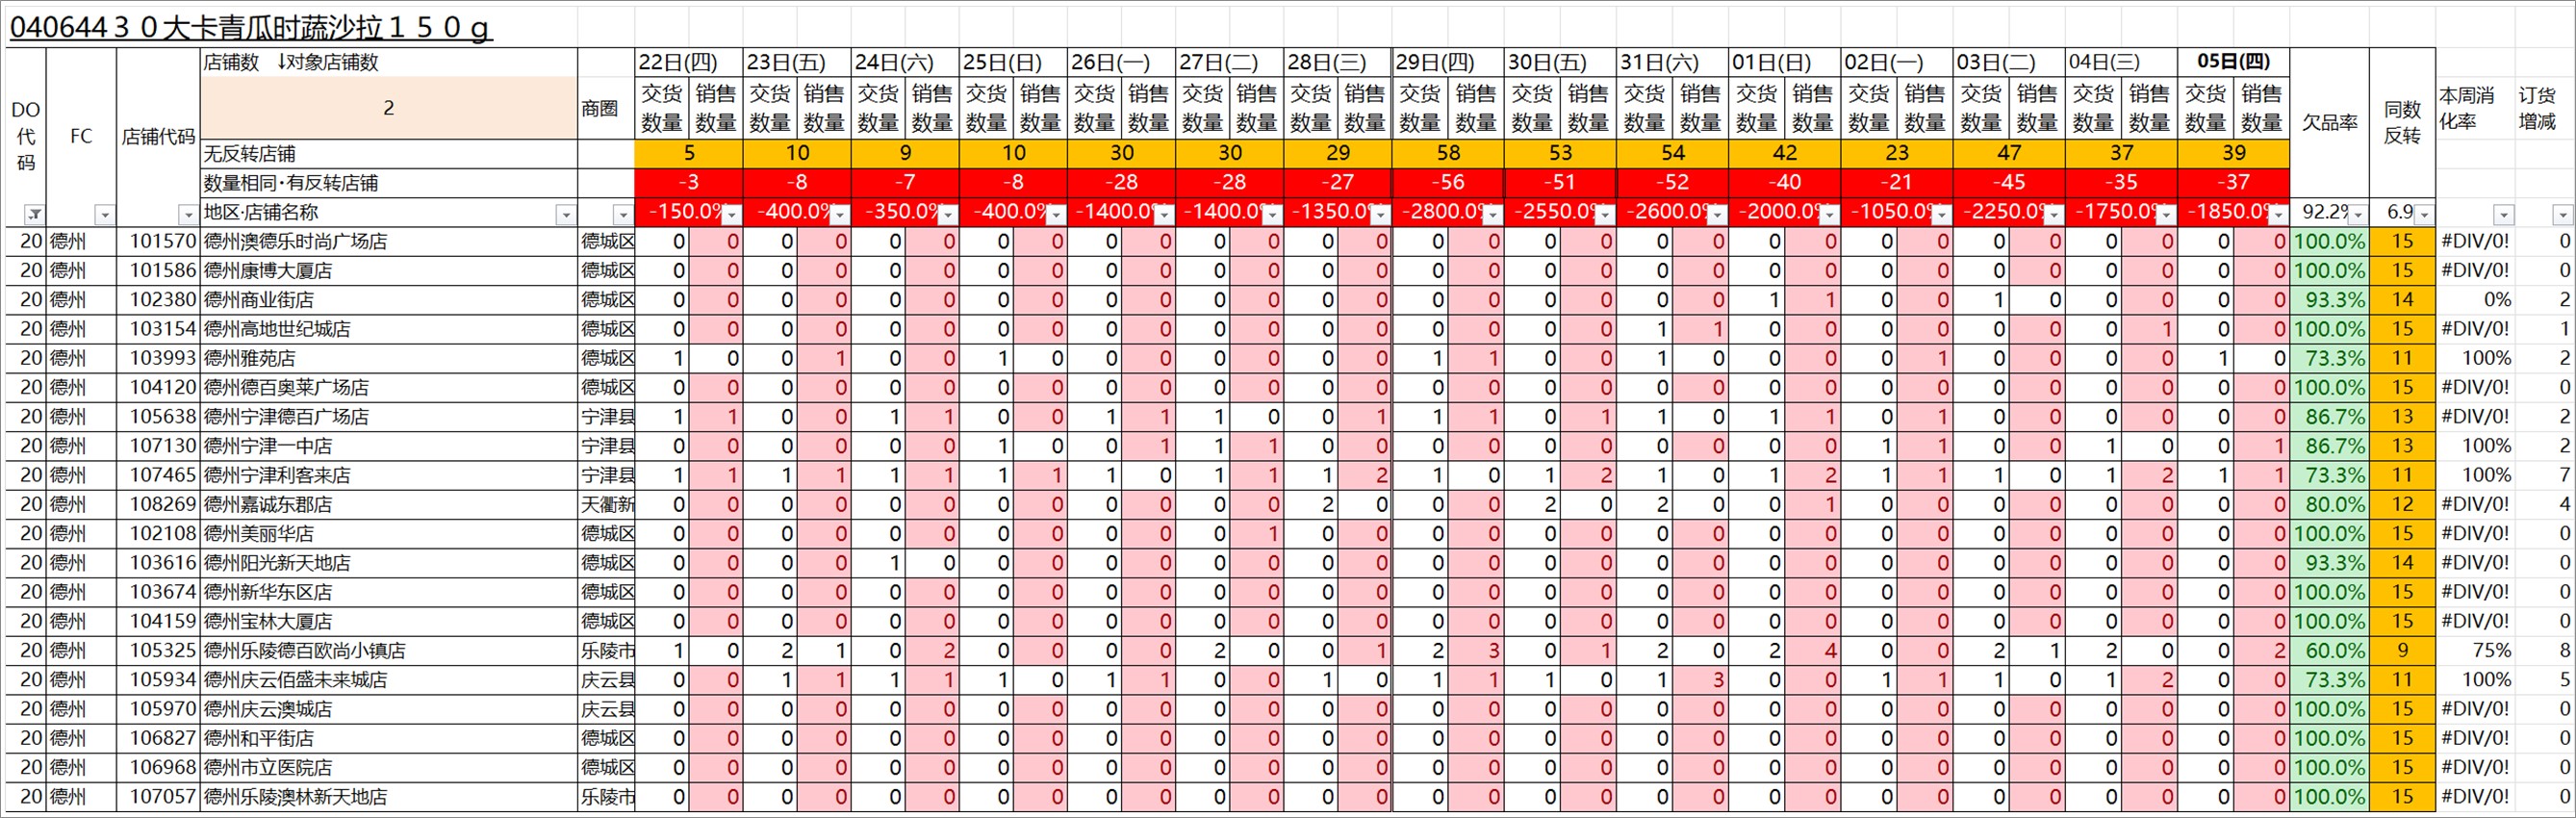 04064430大卡青瓜时蔬沙拉150g
DO代码 FC 店铺代码 店铺数 ↓对象店铺数 商圈 22日(四) 23日(五) 24日(六) 25日(日) 26日(一) 27日(二) 28日(三) 29日(四) 30日(五) 31日(六) 01日(日) 02日(一) 03日(二) 04日(三) 05日(四) 欠品率 同数反转 本周消化率 订货增减
2 交货数量 销售数量 交货数量 销售数量 交货数量 销售数量 交货数量 销售数量 交货数量 销售数量 交货数量 销售数量 交货数量 销售数量 交货数量 销售数量 交货数量 销售数量 交货数量 销售数量 交货数量 销售数量 交货数量 销售数量 交货数量 销售数量 交货数量 销售数量 交货数量 销售数量
无反转店铺 5 10 9 10 30 30 29 58 53 54 42 23 47 37 39
数量相同·有反转店铺 -3 -8 -7 -8 -28 -28 -27 -56 -51 -52 -40 -21 -45 -35 -37
地区·店铺名称 -150.0% -400.0% -350.0% -400.0% -1400.0% -1400.0% -1350.0% -2800.0% -2550.0% -2600.0% -2000.0% -1050.0% -2250.0% -1750.0% -1850.0% 92.2% 6.9
20 德州 101570 德州澳德乐时尚广场店 德城区 0 0 0 0 0 0 0 0 0 0 0 0 0 0 0 0 0 0 0 0 0 0 0 0 0 0 0 0 0 0 100.0% 15 #DIV/0! 0
20 德州 101586 德州康博大厦店 德城区 0 0 0 0 0 0 0 0 0 0 0 0 0 0 0 0 0 0 0 0 0 0 0 0 0 0 0 0 0 0 100.0% 15 #DIV/0! 0
20 德州 102380 德州商业街店 德城区 0 0 0 0 0 0 0 0 0 0 0 0 0 0 0 0 0 0 0 0 1 1 0 0 1 0 0 0 0 0 93.3% 14 0% 2
20 德州 103154 德州高地世纪城店 德城区 0 0 0 0 0 0 0 0 0 0 0 0 0 0 0 0 0 0 1 1 0 0 0 0 0 0 0 1 0 0 100.0% 15 #DIV/0! 1
20 德州 103993 德州雅苑店 德城区 1 0 0 1 0 0 1 0 0 0 0 0 0 0 1 1 0 0 1 0 0 0 0 1 0 0 0 0 1 0 73.3% 11 100% 2
20 德州 104120 德州德百奥莱广场店 德城区 0 0 0 0 0 0 0 0 0 0 0 0 0 0 0 0 0 0 0 0 0 0 0 0 0 0 0 0 0 0 100.0% 15 #DIV/0! 0
20 德州 105638 德州宁津德百广场店 宁津县 1 1 0 0 1 1 0 0 1 1 1 0 0 1 1 1 0 1 1 0 1 1 0 1 0 0 0 0 0 0 86.7% 13 #DIV/0! 2
20 德州 107130 德州宁津一中店 宁津县 0 0 0 0 0 0 1 0 0 1 1 1 0 0 0 0 0 0 0 0 0 0 1 1 0 0 1 0 0 1 86.7% 13 100% 2
20 德州 107465 德州宁津利客来店 宁津县 1 1 1 1 1 1 1 1 1 0 1 1 1 2 1 0 1 2 1 0 1 2 1 1 1 0 1 2 1 1 73.3% 11 100% 7
20 德州 108269 德州嘉诚东郡店 天衢新 0 0 0 0 0 0 0 0 0 0 0 0 2 0 0 0 2 0 2 0 0 1 0 0 0 0 0 0 0 0 80.0% 12 #DIV/0! 4
20 德州 102108 德州美丽华店 德城区 0 0 0 0 0 0 0 0 0 0 0 1 0 0 0 0 0 0 0 0 0 0 0 0 0 0 0 0 0 0 100.0% 15 #DIV/0! 0
20 德州 103616 德州阳光新天地店 德城区 0 0 0 0 1 0 0 0 0 0 0 0 0 0 0 0 0 0 0 0 0 0 0 0 0 0 0 0 0 0 93.3% 14 #DIV/0! 0
20 德州 103674 德州新华东区店 德城区 0 0 0 0 0 0 0 0 0 0 0 0 0 0 0 0 0 0 0 0 0 0 0 0 0 0 0 0 0 0 100.0% 15 #DIV/0! 0
20 德州 104159 德州宝林大厦店 德城区 0 0 0 0 0 0 0 0 0 0 0 0 0 0 0 0 0 0 0 0 0 0 0 0 0 0 0 0 0 0 100.0% 15 #DIV/0! 0
20 德州 105325 德州乐陵德百欧尚小镇店 乐陵市 1 0 2 1 0 2 0 0 0 0 2 0 0 1 2 3 0 1 2 0 2 4 0 0 2 1 2 0 0 2 60.0% 9 75% 8
20 德州 105934 德州庆云佰盛未来城店 庆云县 0 0 1 1 1 1 1 0 1 1 0 0 1 0 1 1 1 0 1 3 0 0 1 1 1 0 1 2 0 0 73.3% 11 100% 5
20 德州 105970 德州庆云澳城店 庆云县 0 0 0 0 0 0 0 0 0 0 0 0 0 0 0 0 0 0 0 0 0 0 0 0 0 0 0 0 0 0 100.0% 15 #DIV/0! 0
20 德州 106827 德州和平街店 德城区 0 0 0 0 0 0 0 0 0 0 0 0 0 0 0 0 0 0 0 0 0 0 0 0 0 0 0 0 0 0 100.0% 15 #DIV/0! 0
20 德州 106968 德州市立医院店 德城区 0 0 0 0 0 0 0 0 0 0 0 0 0 0 0 0 0 0 0 0 0 0 0 0 0 0 0 0 0 0 100.0% 15 #DIV/0! 0
20 德州 107057 德州乐陵澳林新天地店 乐陵市 0 0 0 0 0 0 0 0 0 0 0 0 0 0 0 0 0 0 0 0 0 0 0 0 0 0 0 0 0 0 100.0% 15 #DIV/0! 0